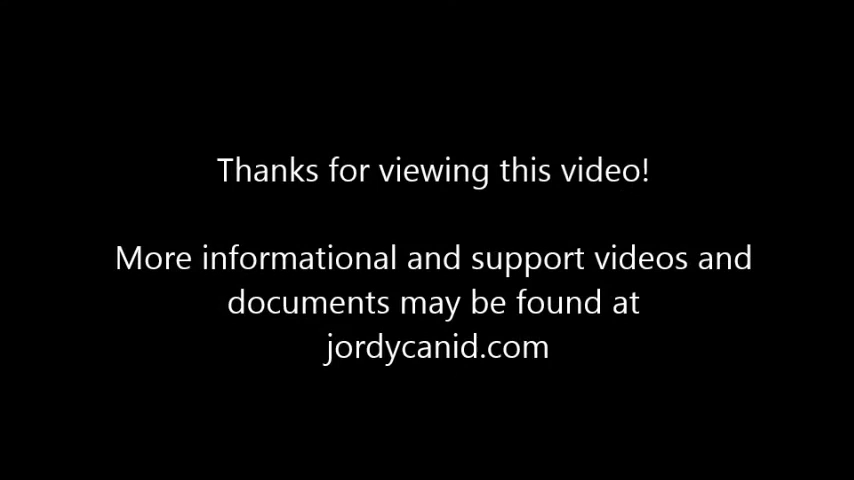 Thanks for viewing this video!
More informational and support videos and
documents may be found at
jordycanid.com